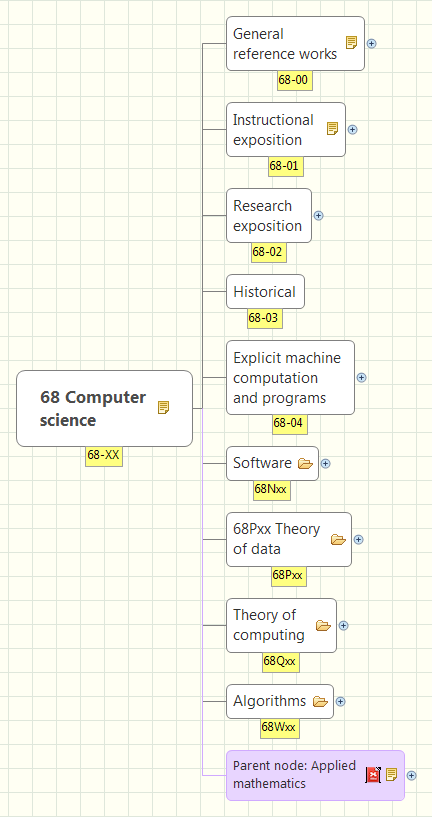 General
reference works
68-00
Instructional
exposition
68-01
Research
exposition
68-02
Historical
68-03
Explicit machine
computation
and programs
68-04
68 Computer
science
68-XX
Software
68Nxx
68Pxx Theory
of data
68Pxx
Theory of
computing
68Qxx
Algorithms
68Wxx
Parent node: Applied
mathematics